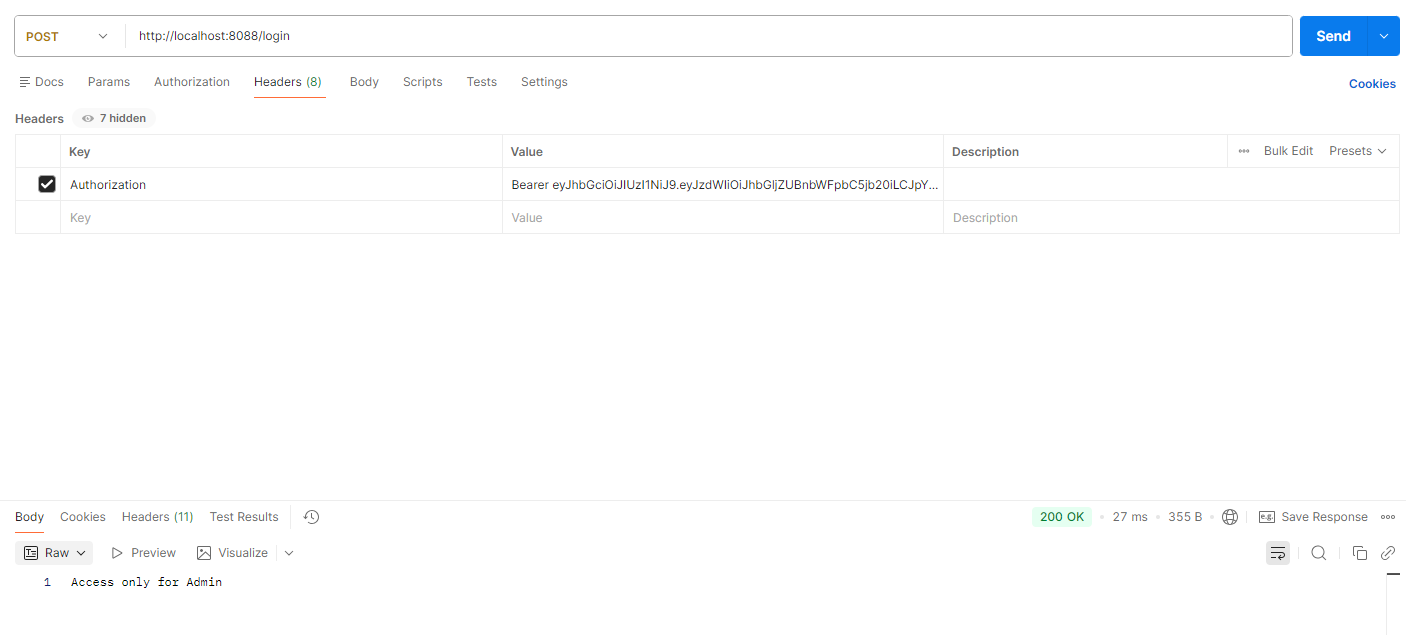 POST http://localhost:8088/login Send
Docs Params Authorization Headers (8) Body Scripts Tests Settings Cookies
Headers 7 hidden
Key Value Description Bulk Edit Presets
Authorization Bearer eyJhbGciOiJIUzI1NiJ9.eyJzdWIiOiJhbGljZUBnbWFpbC5jb20iLCJpY...
Key Value Description
Body Cookies Headers (11) Test Results 200 OK • 27 ms • 355 B • e.g. Save Response
Raw Preview Visualize
1 Access only for Admin